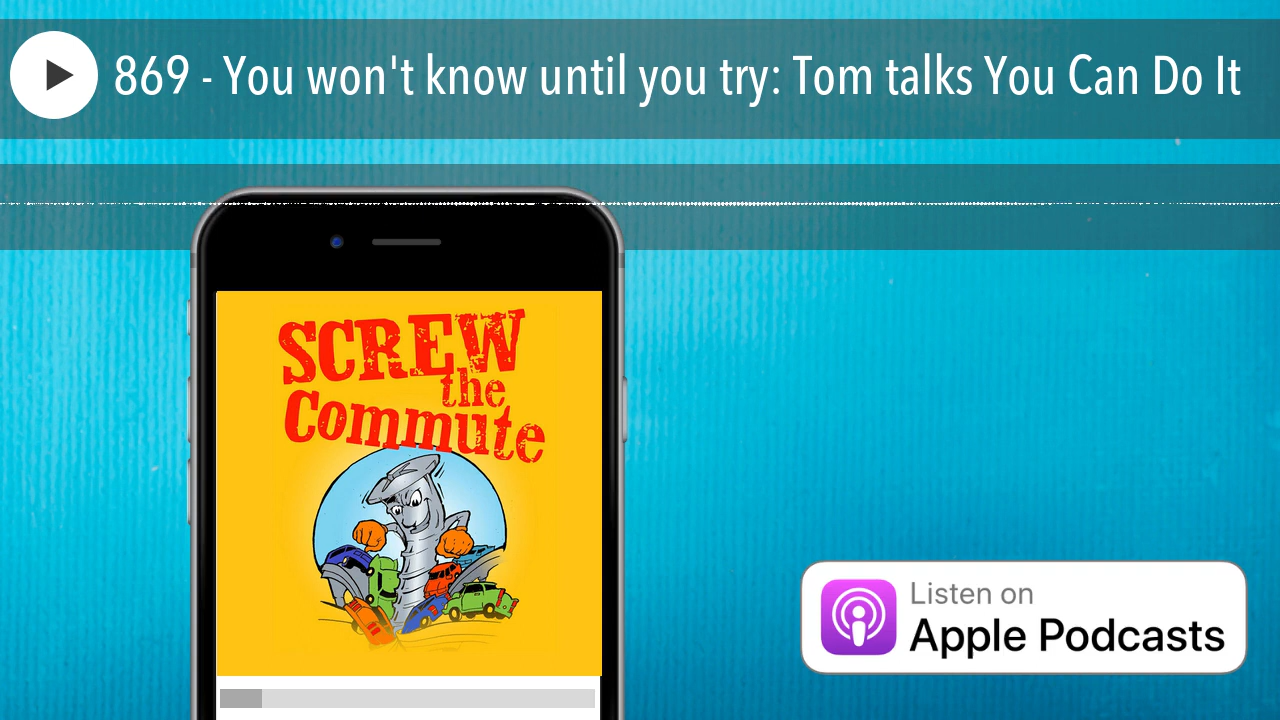 869 - You won't know until you try: Tom talks You Can Do It
SCREW
the
Commute
Listen on
Apple Podcasts